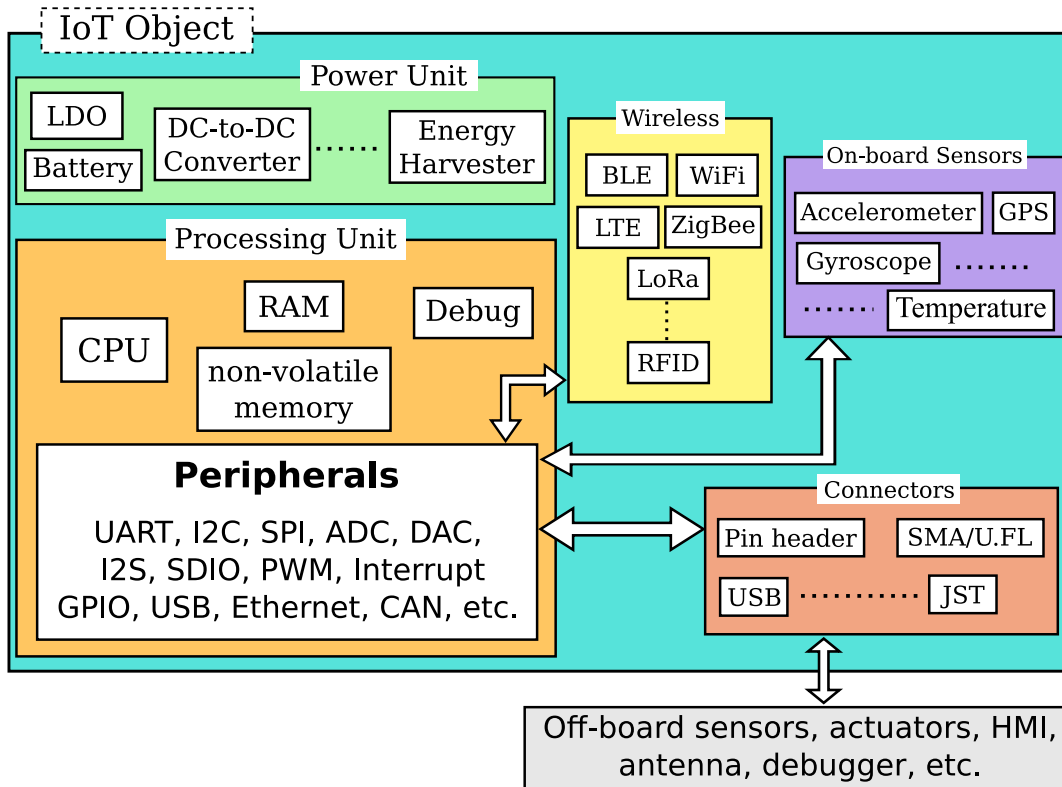 IoT Object
Power Unit
LDO
Battery
DC-to-DC
Converter
......
Energy
Harvester
Wireless
BLE
WiFi
LTE
ZigBee
LoRa
RFID
On-board Sensors
Accelerometer
GPS
Gyroscope
.......
......
Temperature
Processing Unit
CPU
RAM
Debug
non-volatile
memory
Peripherals
UART, I2C, SPI, ADC, DAC,
I2S, SDIO, PWM, Interrupt
GPIO, USB, Ethernet, CAN, etc.
Connectors
Pin header
SMA/U.FL
USB
...........
JST
Off-board sensors, actuators, HMI,
antenna, debugger, etc.